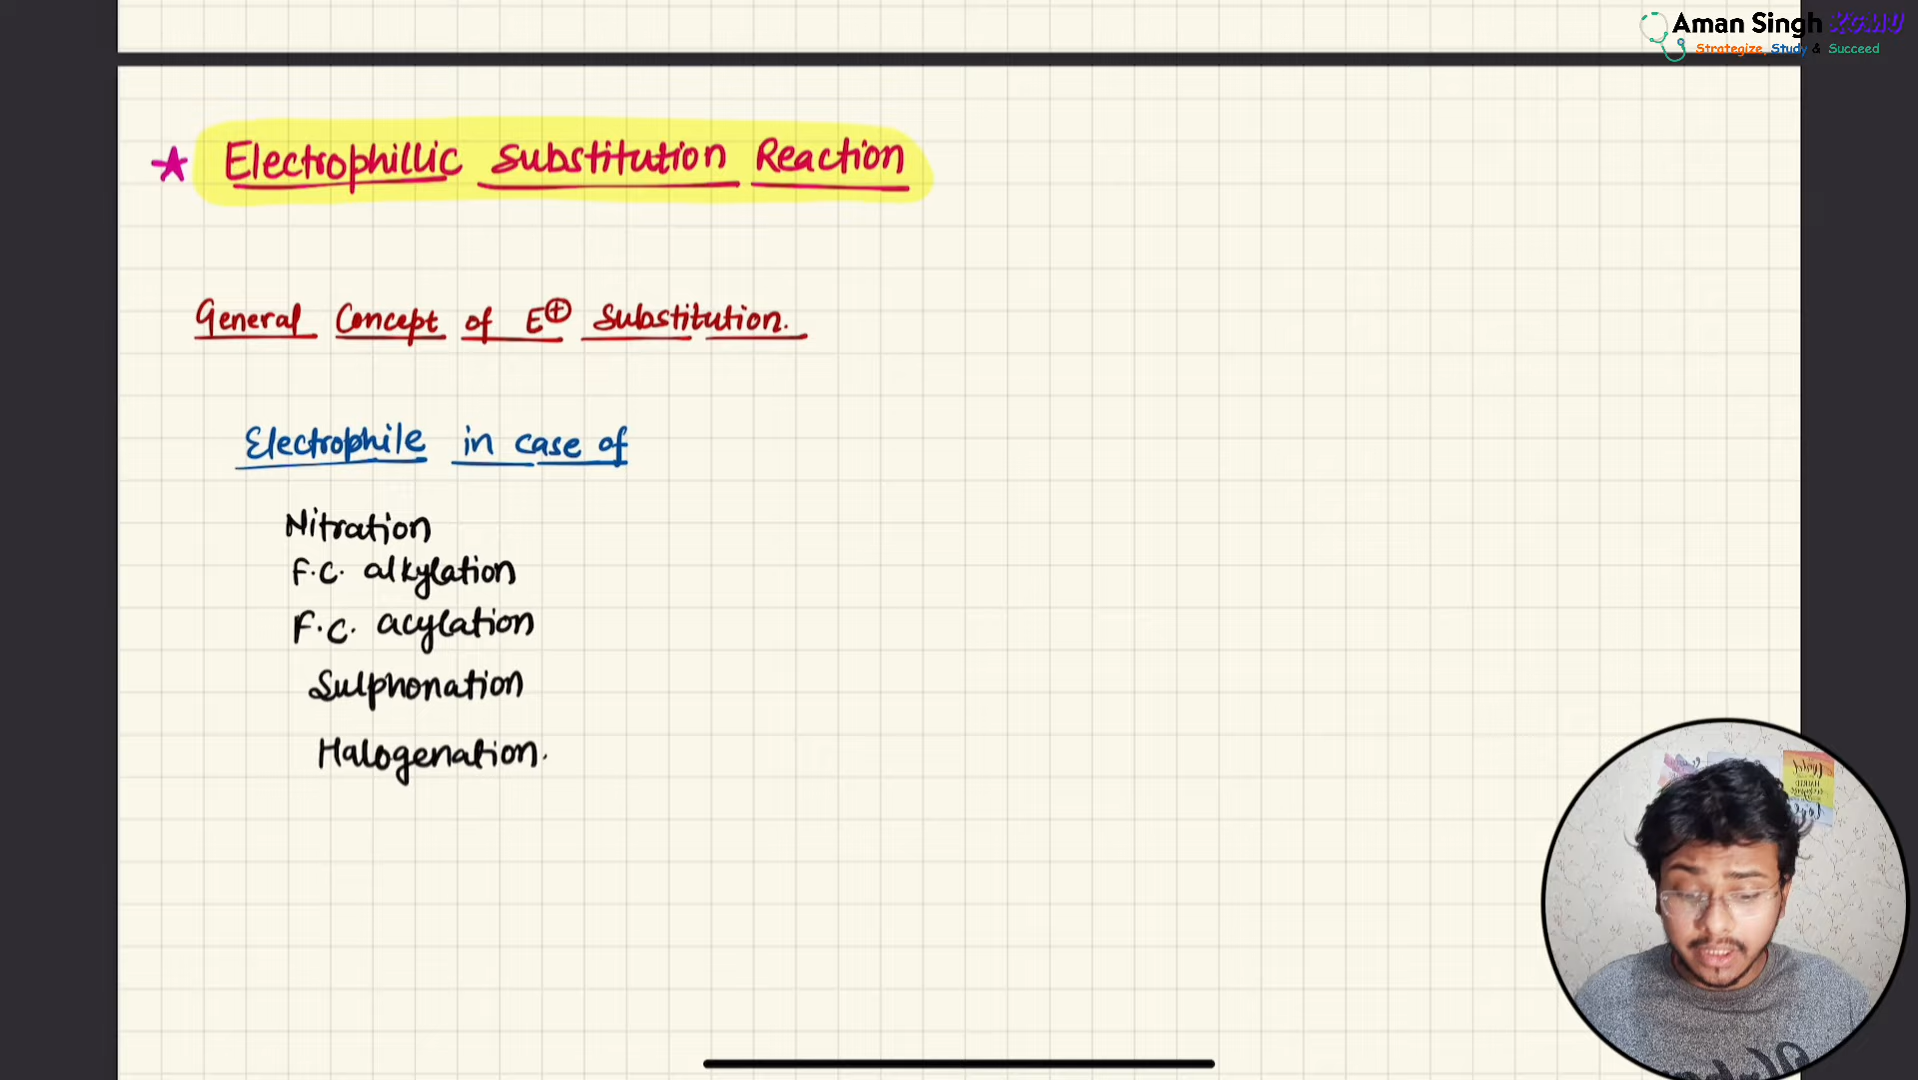 Aman Singh XCMU
Strategize, Study & Succeed
★ Electrophillic Substitution Reaction
General Concept of E⊕ Substitution.
Electrophile in case of
Nitration
F.C. alkylation
F.C. acylation
Sulphonation
Halogenation.